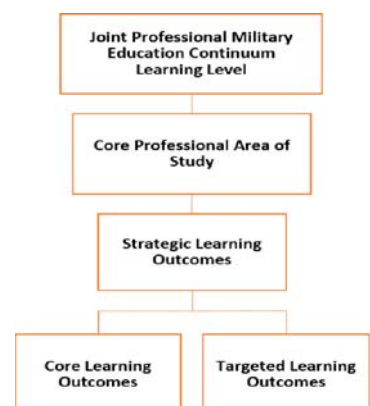 Joint Professional Military
Education Continuum
Learning Level
Core Professional Area of
Study
Strategic Learning
Outcomes
Core Learning
Outcomes
Targeted Learning
Outcomes